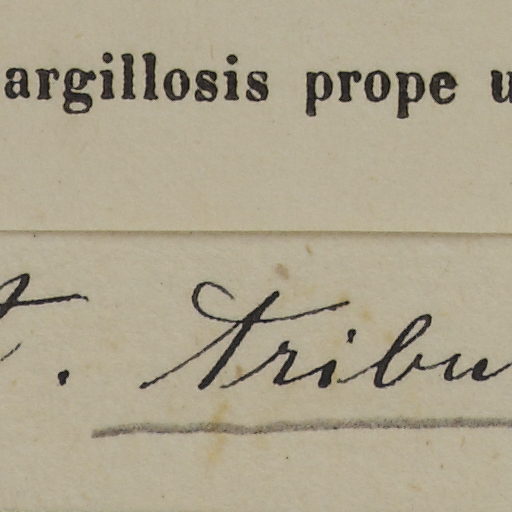 argillosis prope u
t. tribu